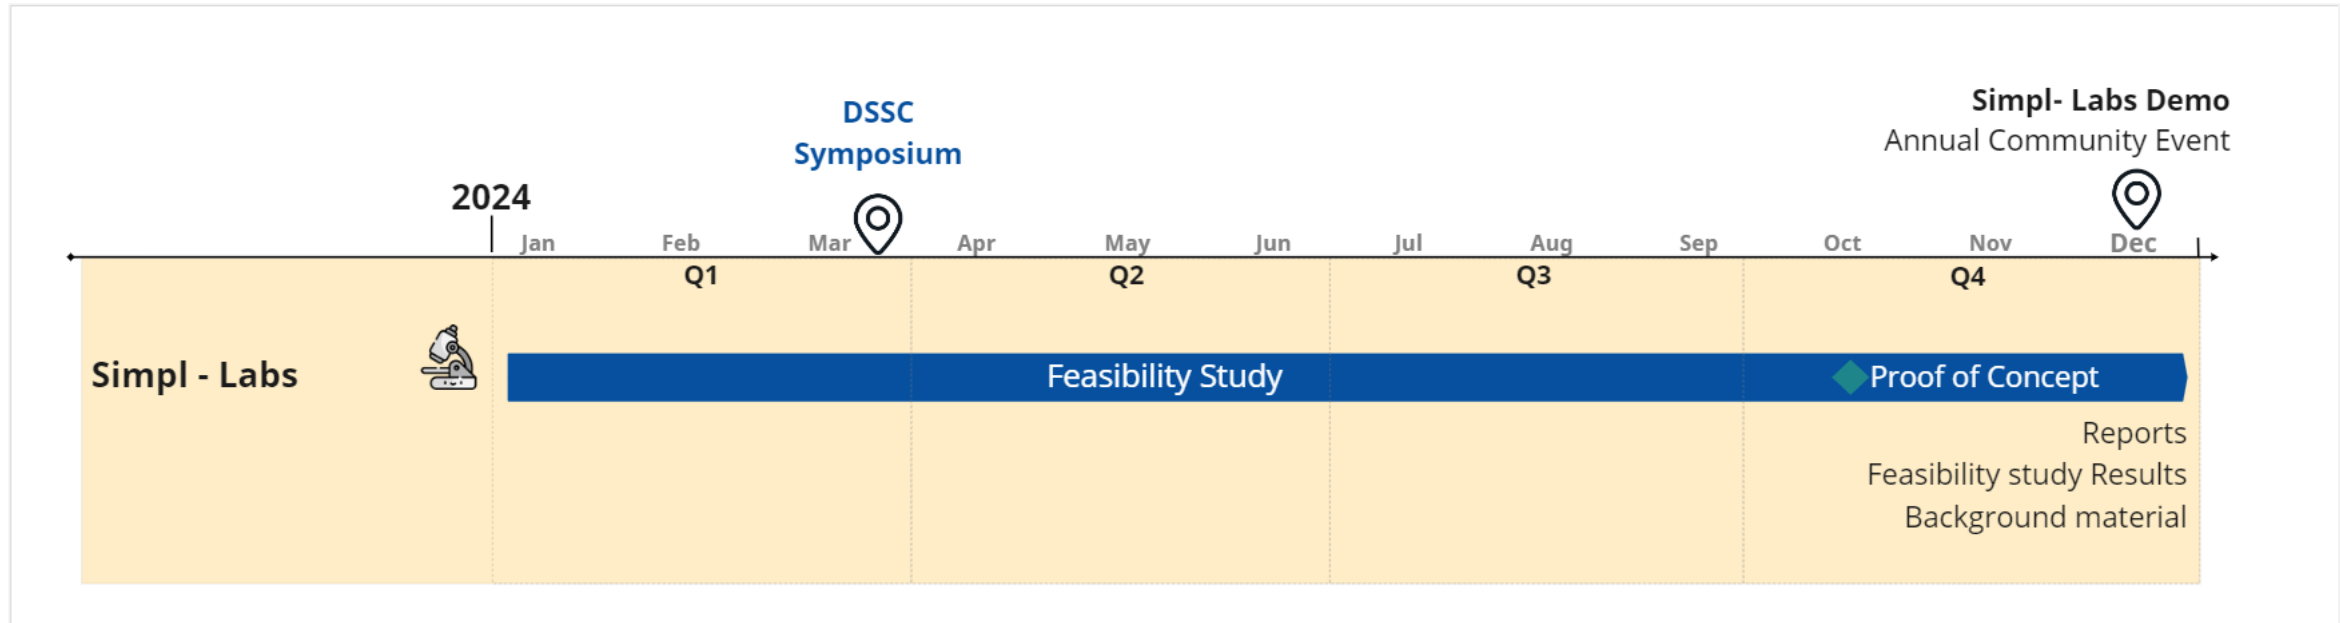 DSSC
Symposium
Simpl- Labs Demo
Annual Community Event
2024
Jan Feb Mar Apr May Jun Jul Aug Sep Oct Nov Dec
Q1 Q2 Q3 Q4
Simpl - Labs
Feasibility Study
Proof of Concept
Reports
Feasibility study Results
Background material